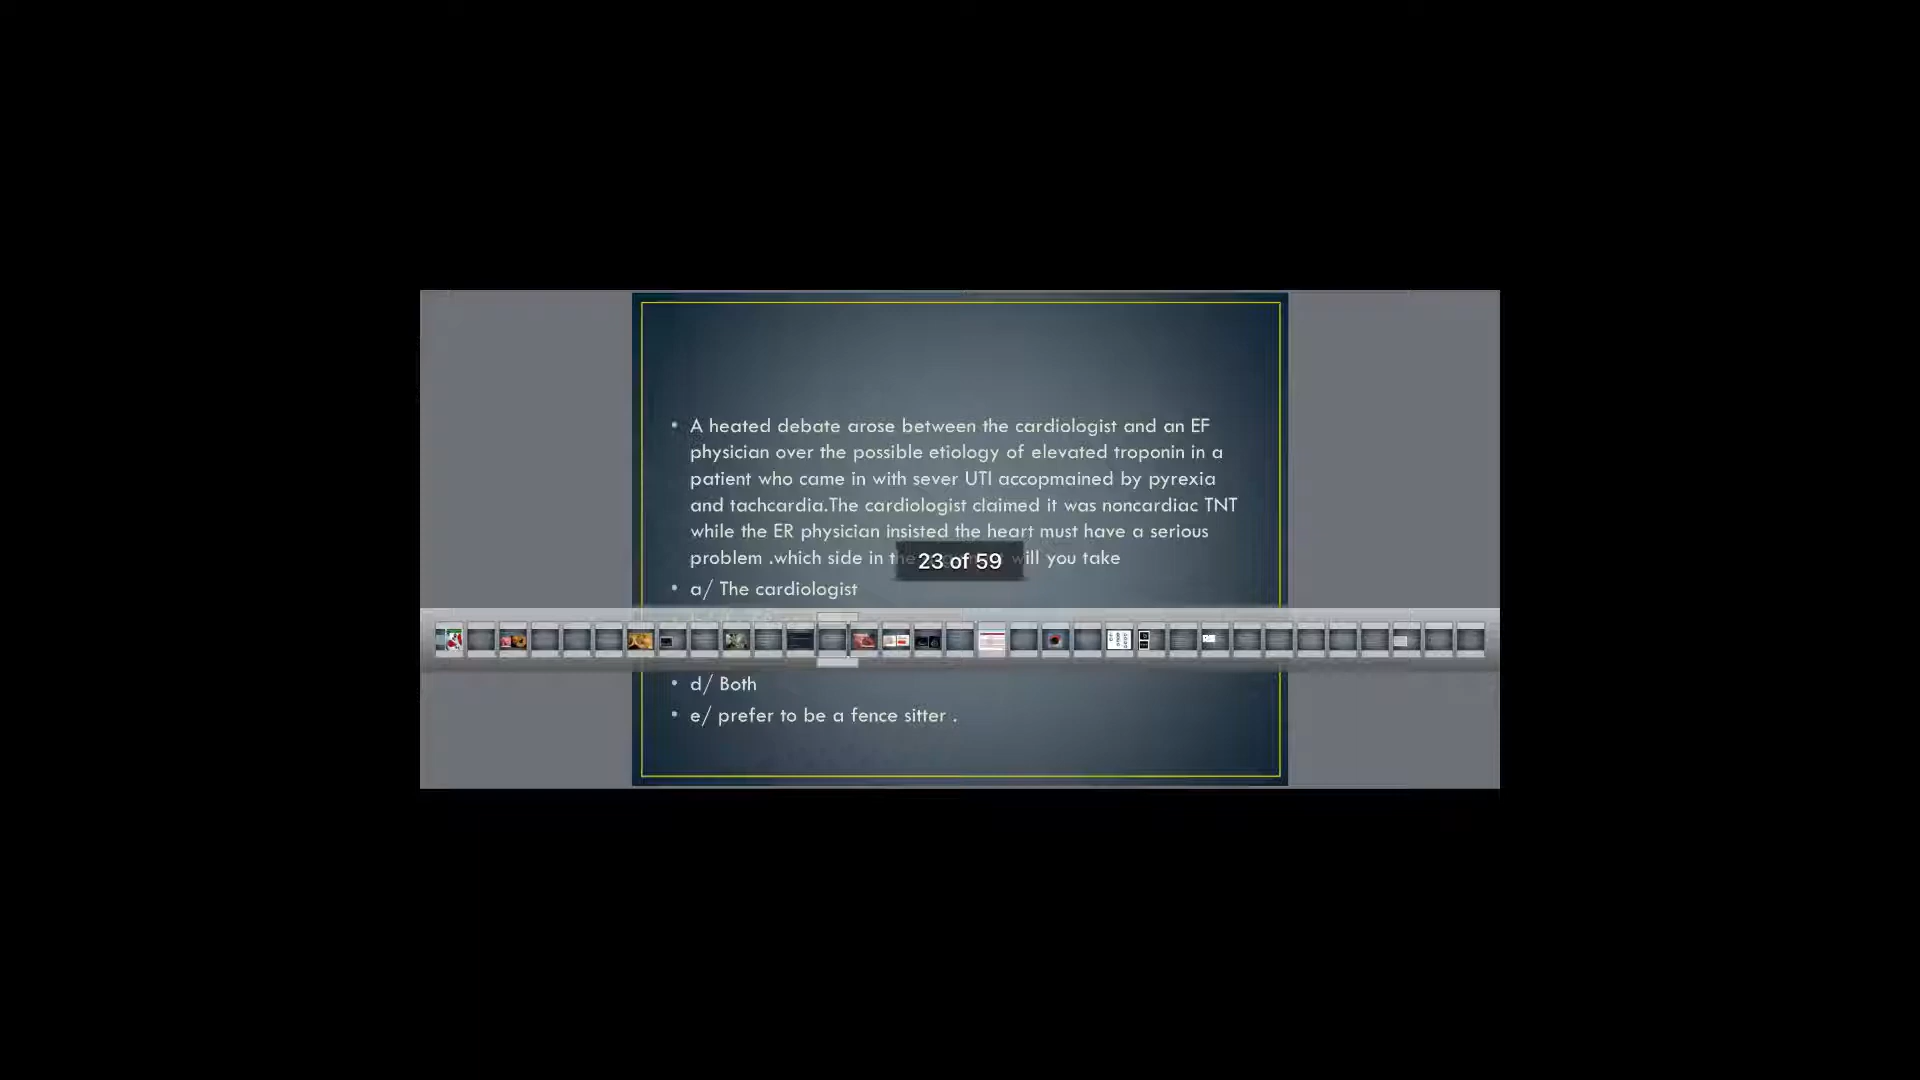 • A heated debate arose between the cardiologist and an EF
physician over the possible etiology of elevated troponin in a
patient who came in with sever UTI accopmained by pyrexia
and tachcardia.The cardiologist claimed it was noncardiac TNT
while the ER physician insisted the heart must have a serious
problem .which side in the will you take
23 of 59
• a/ The cardiologist
• d/ Both
• e/ prefer to be a fence sitter .